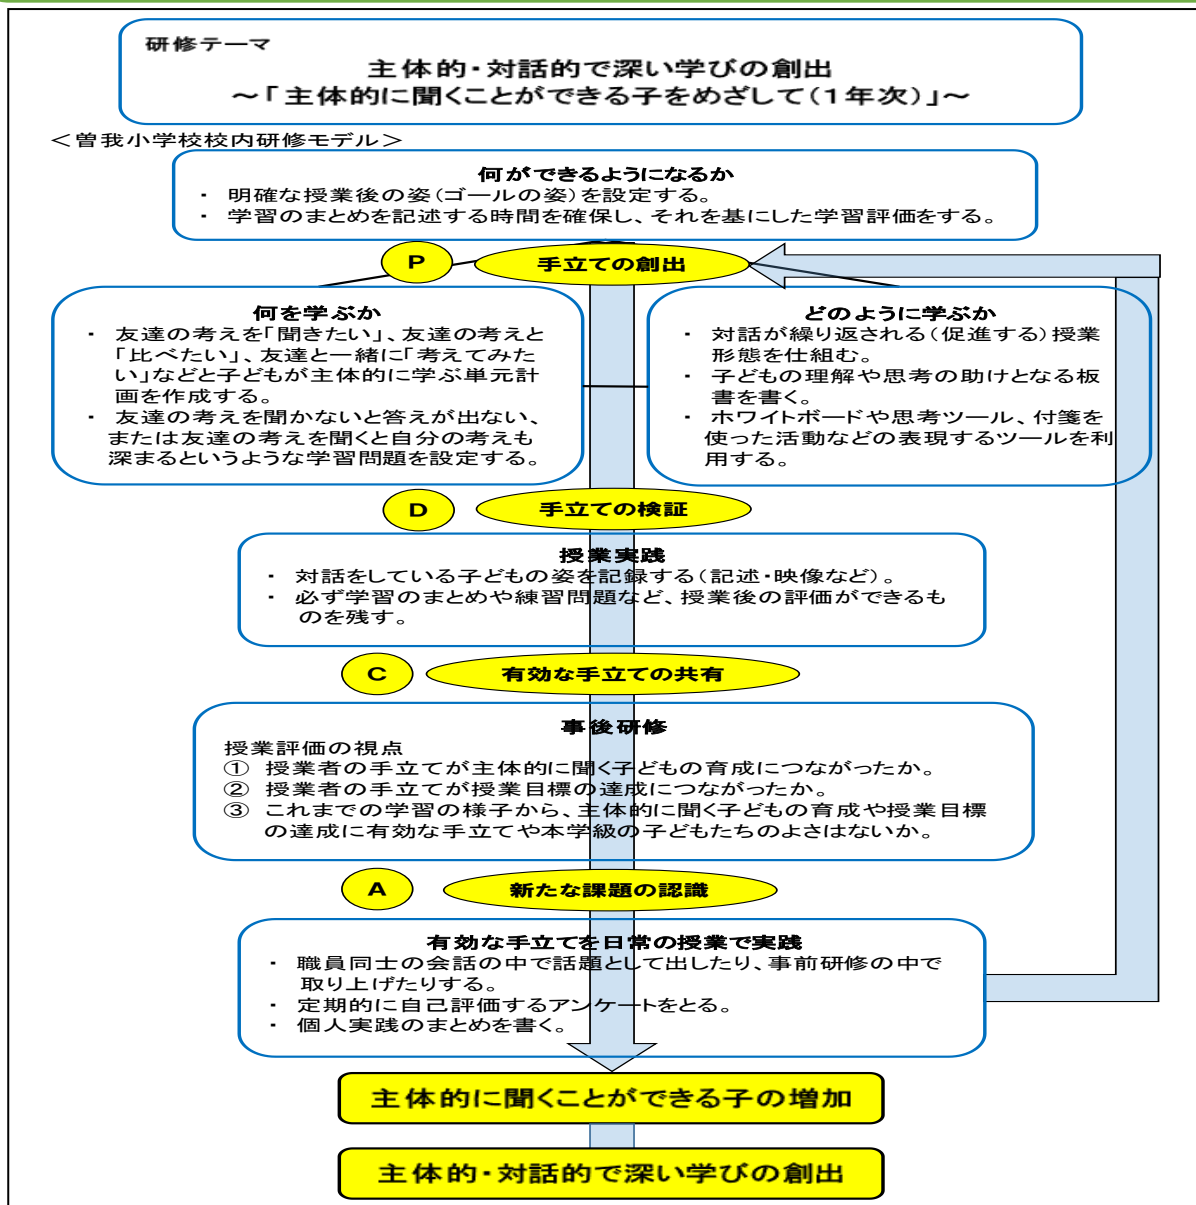 研修テーマ
主体的・対話的で深い学びの創出
～「主体的に聞くことができる子をめざして（１年次）」～
＜曽我小学校校内研修モデル＞
何ができるようになるか
・ 明確な授業後の姿（ゴールの姿）を設定する。
・ 学習のまとめを記述する時間を確保し、それを基にした学習評価をする。
P
手立ての創出
何を学ぶか
・ 友達の考えを「聞きたい」、友達の考えと
「比べたい」、友達と一緒に「考えてみた
い」などと子どもが主体的に学ぶ単元計
画を作成する。
・ 友達の考えを聞かないと答えが出ない、
または友達の考えを聞くと自分の考えも
深まるというような学習問題を設定する。
どのように学ぶか
・ 対話が繰り返される（促進する）授業
形態を仕組む。
・ 子どもの理解や思考の助けとなる板
書を書く。
・ ホワイトボードや思考ツール、付箋を
使った活動などの表現するツールを利
用する。
D
手立ての検証
授業実践
・ 対話をしている子どもの姿を記録する（記述・映像など）。
・ 必ず学習のまとめや練習問題など、授業後の評価ができるも
のを残す。
C
有効な手立ての共有
事後研修
授業評価の視点
① 授業者の手立てが主体的に聞く子どもの育成につながったか。
② 授業者の手立てが授業目標の達成につながったか。
③ これまでの学習の様子から、主体的に聞く子どもの育成や授業目標
の達成に有効な手立てや本学級の子どもたちのよさはないか。
A
新たな課題の認識
有効な手立てを日常の授業で実践
・ 職員同士の会話の中で話題として出したり、事前研修の中で
取り上げたりする。
・ 定期的に自己評価するアンケートをとる。
・ 個人実践のまとめを書く。
主体的に聞くことができる子の増加
主体的・対話的で深い学びの創出